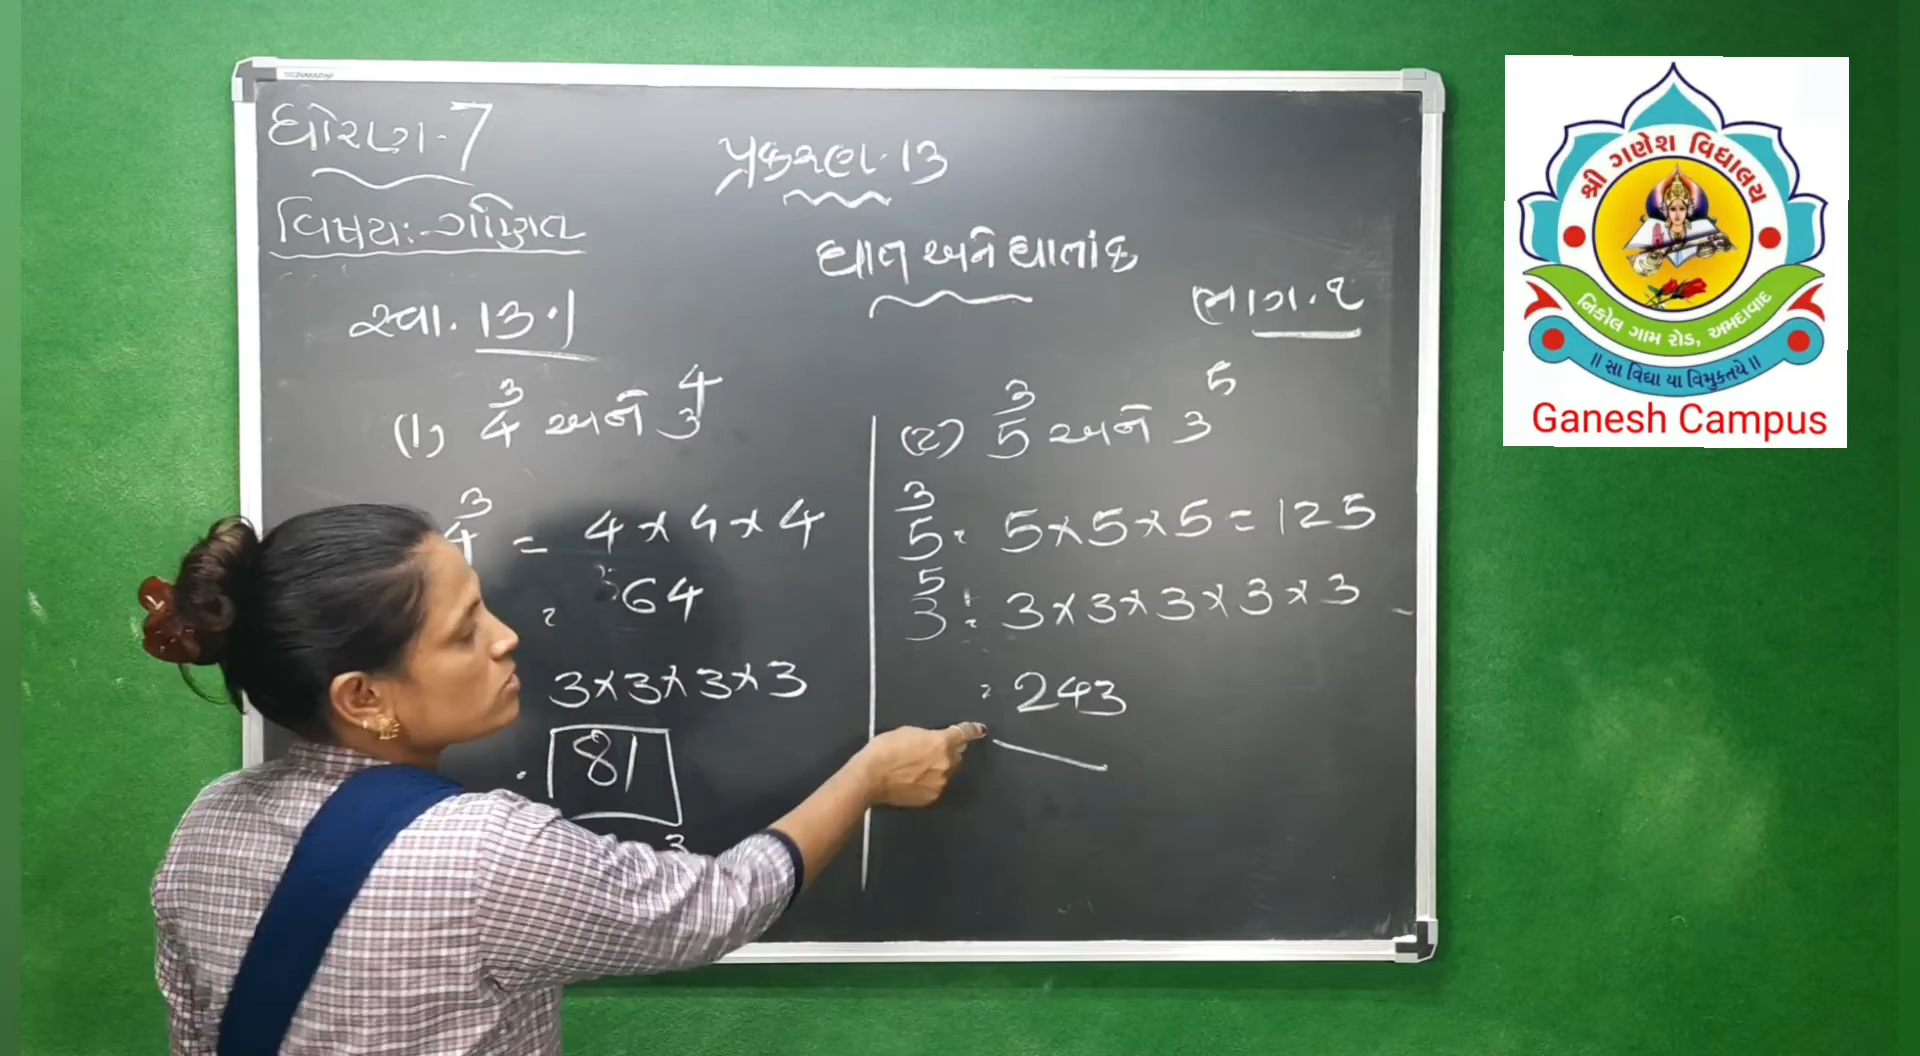 ધોરણ-7
પ્રકરણ-13
વિષય:-ગણિત
ઘાત અને ઘાતાંક
સ્વા. 13.1
ભાગ.૨
(1) 4³ અને 3⁴
4³ = 4 × 4 × 4
= 64
3×3×3×3
= 81
3
(૨) 5³ અને 3⁵
5³ = 5×5×5 = 125
3⁵ = 3×3×3×3×3
= 243
શ્રી ગણેશ વિદ્યાલય
નિકોલ ગામ રોડ, અમદાવાદ
॥ સા વિદ્યા યા વિમુક્તયે ॥
Ganesh Campus